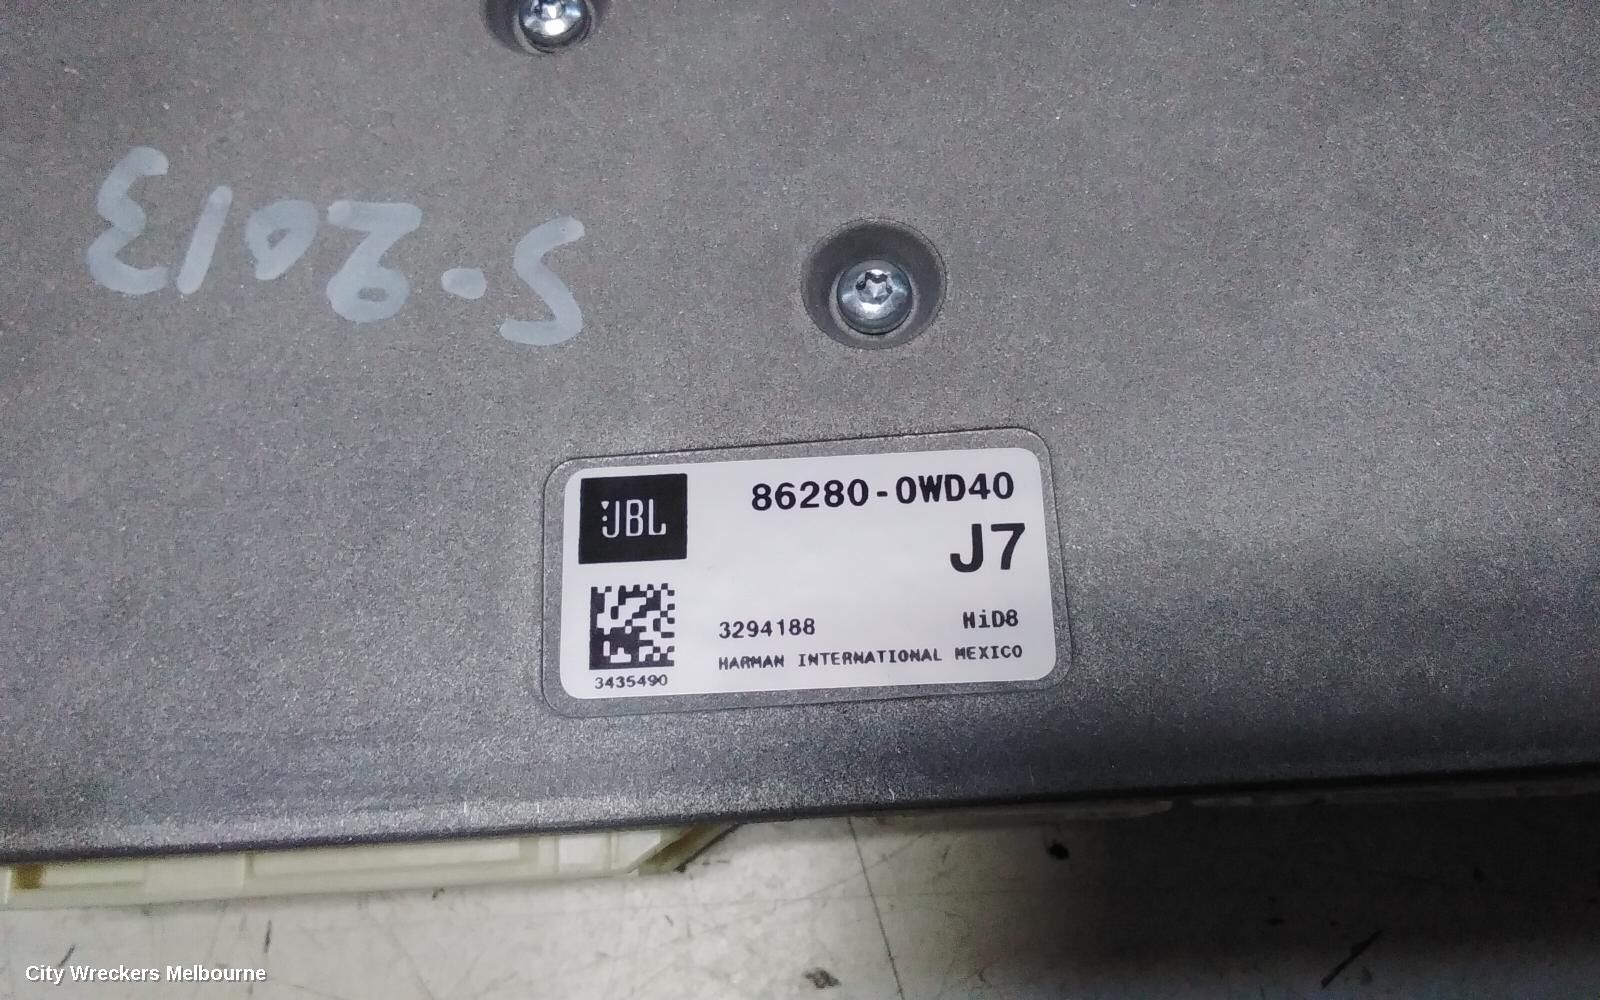 S-2013
JBL
86280-0WD40
J7
3294188 HiD8
HARMAN INTERNATIONAL MEXICO
3435490
City Wreckers Melbourne